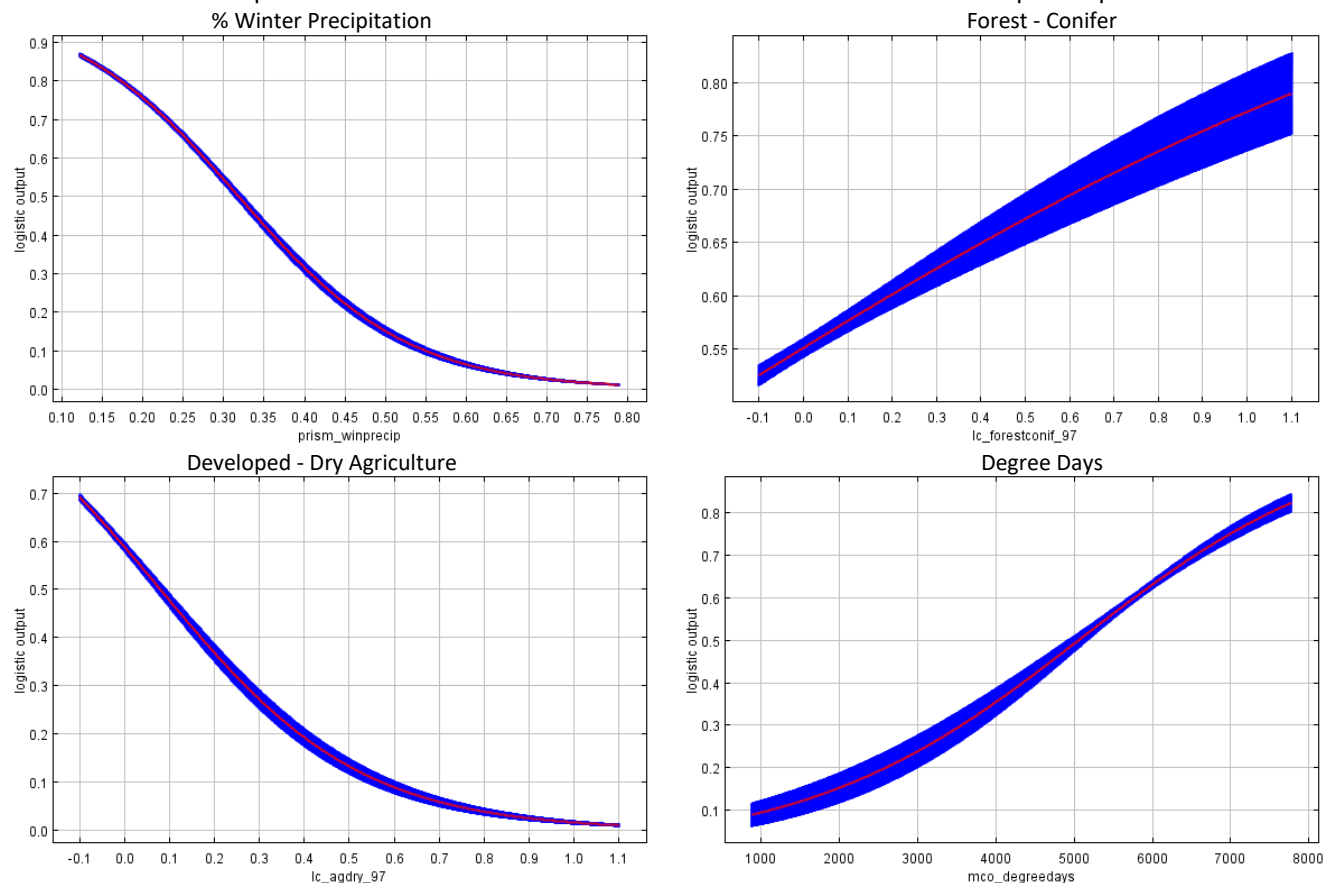 % Winter Precipitation
0.9
0.8
0.7
0.6
0.5
0.4
0.3
0.2
0.1
0.0
logistic output
0.10 0.15 0.20 0.25 0.30 0.35 0.40 0.45 0.50 0.55 0.60 0.65 0.70 0.75 0.80
prism_winprecip
Forest - Conifer
0.80
0.75
0.70
0.65
0.60
0.55
logistic output
-0.1 0.0 0.1 0.2 0.3 0.4 0.5 0.6 0.7 0.8 0.9 1.0 1.1
lc_forestconif_97
Developed - Dry Agriculture
0.7
0.6
0.5
0.4
0.3
0.2
0.1
0.0
logistic output
-0.1 0.0 0.1 0.2 0.3 0.4 0.5 0.6 0.7 0.8 0.9 1.0 1.1
lc_agdry_97
Degree Days
0.8
0.7
0.6
0.5
0.4
0.3
0.2
0.1
logistic output
1000 2000 3000 4000 5000 6000 7000 8000
mco_degreedays